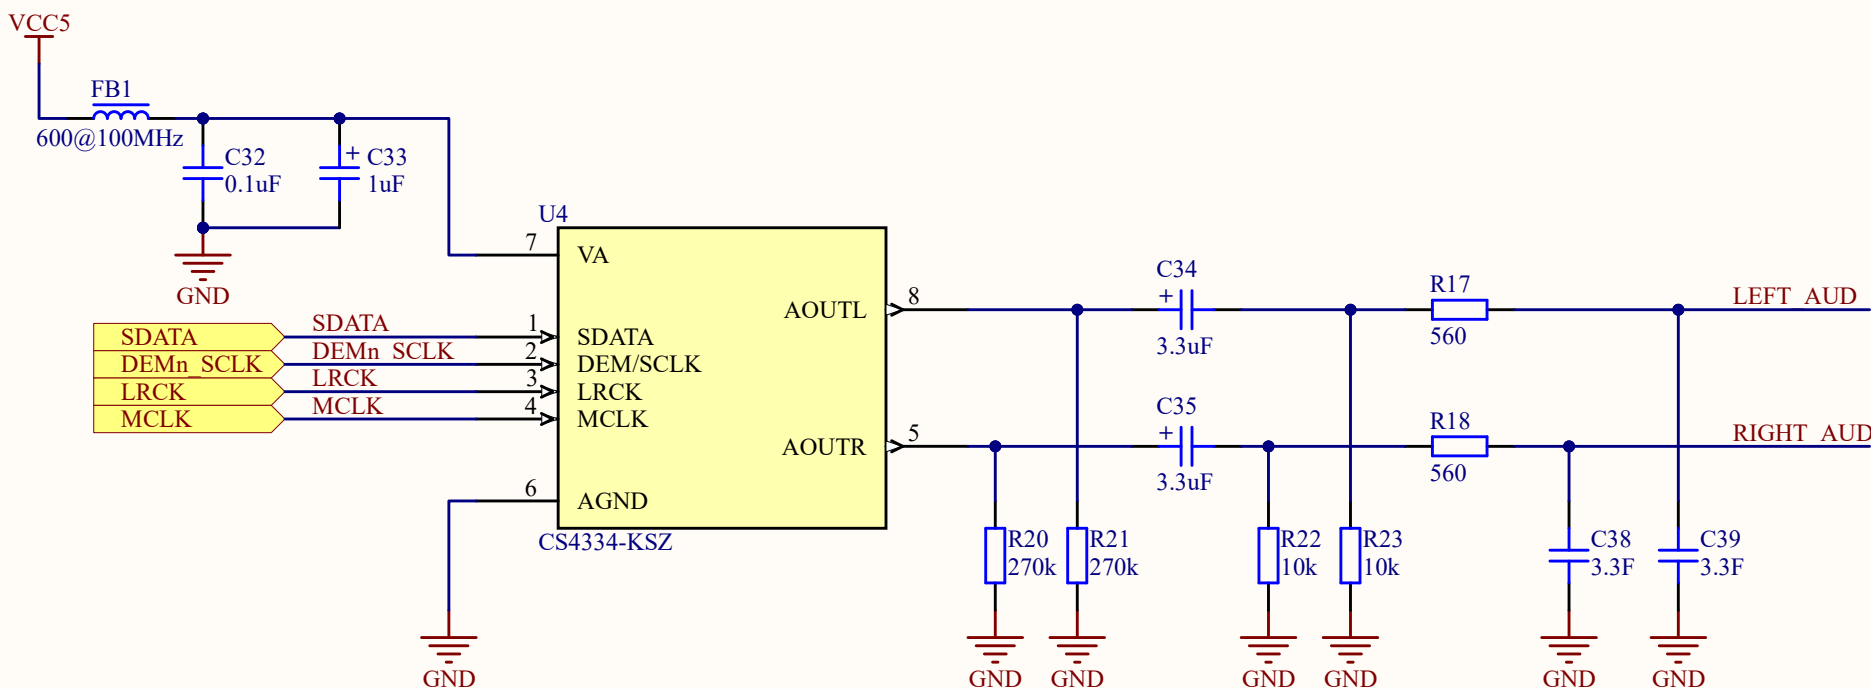 VCC5
FB1
600@100MHz
C32
0.1uF
+ C33
1uF
GND
U4
7
VA
SDATA
SDATA
1
SDATA
DEMn_SCLK
DEMn_SCLK
2
DEM/SCLK
LRCK
LRCK
3
LRCK
MCLK
MCLK
4
MCLK
6
AGND
GND
CS4334-KSZ
AOUTL
8
AOUTR
5
C34
+
3.3uF
C35
+
3.3uF
R17
560
R18
560
LEFT_AUD
RIGHT_AUD
R20
270k
R21
270k
R22
10k
R23
10k
C38
3.3F
C39
3.3F
GND
GND
GND
GND
GND
GND